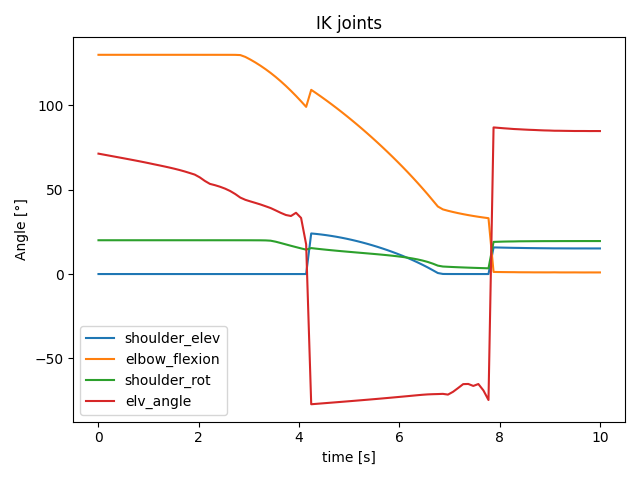 IK joints
Angle [°]
100
50
0
−50
shoulder_elev
elbow_flexion
shoulder_rot
elv_angle
0 2 4 6 8 10
time [s]